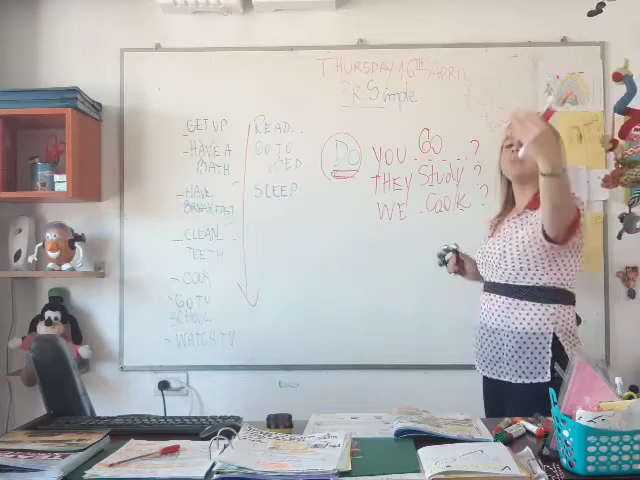 THURSDAY 16TH APRIL
PR Simple
_ GET UP
- HAVE A
BATH
- HAVE
BREAKFAST
_ CLEAN
TEETH
- COOK
- GO TU
SCHOOL
- WATCH TV
READ..
GO TO
BED
SLEEP
DO YOU GO ....?
THEY Study ?
WE . Cook . ?